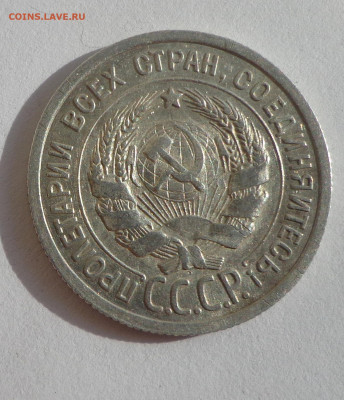 COINS.LAVE.RU
ПРОЛЕТАРИИ ВСЕХ СТРАН, СОЕДИНЯЙТЕСЬ!
С.С.С.Р.